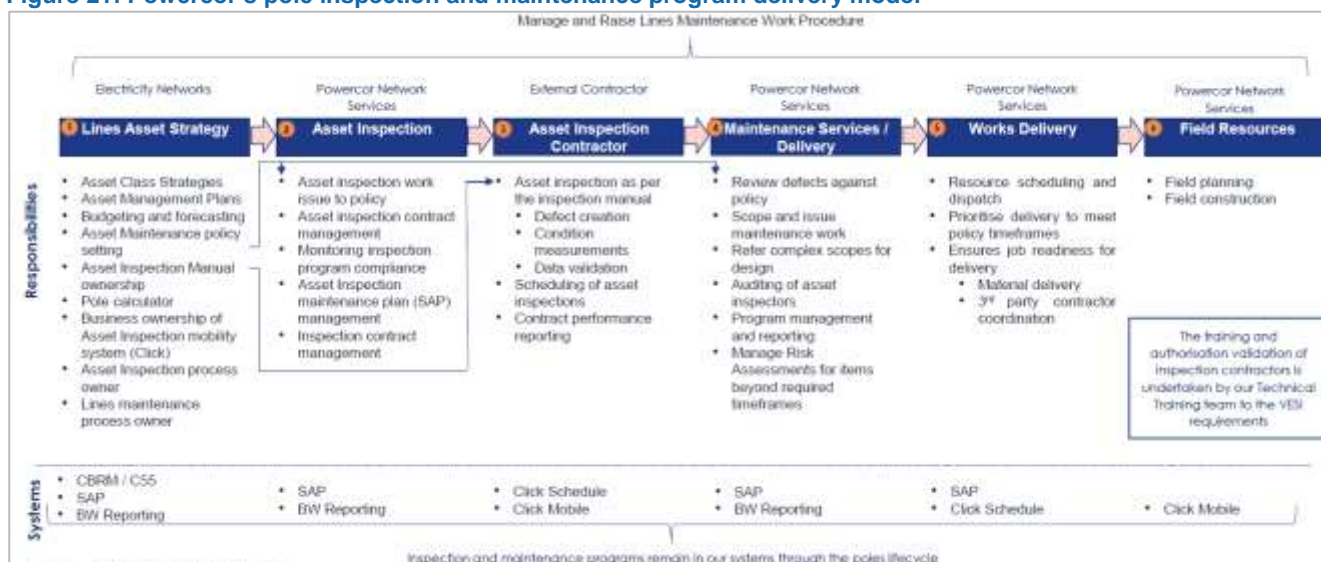 Figure 21: Powercor's pole inspection and maintenance program delivery model
Manage and Raise Lines Maintenance Work Procedure
Electricity Networks
Powercor Network
Services
External Contractor
Powercor Network
Services
Powercor Network
Services
Powercor Network
Services
1 Lines Asset Strategy
2 Asset Inspection
3 Asset Inspection
Contractor
4 Maintenance Services /
Delivery
5 Works Delivery
6 Field Resources
Responsibilities
• Asset Class Strategies
• Asset Management Plans
• Budgeting and forecasting
• Asset Maintenance policy
setting
• Asset Inspection Manual
ownership
• Pole calculator
• Business ownership of
Asset Inspection mobility
system (Click)
• Asset Inspection process
owner
• Lines maintenance
process owner
• Asset inspection work
issue to policy
• Asset inspection contract
management
• Monitoring inspection
program compliance
• Asset Inspection
maintenance plan (SAP)
management
• Inspection contract
management
• Asset inspection as per
the inspection manual
• Defect creation
• Condition
measurements
• Data validation
• Scheduling of asset
inspections
• Contract performance
reporting
• Review defects against
policy
• Scope and issue
maintenance work
• Refer complex scopes for
design
• Auditing of asset
inspectors
• Program management
and reporting
• Manage Risk
Assessments for items
beyond required
timeframes
• Resource scheduling and
dispatch
• Prioritise delivery to meet
policy timeframes
• Ensures job readiness for
delivery
• Material delivery
• 3rd party contractor
coordination
• Field planning
• Field construction
The training and
authorisation validation of
inspection contractors is
undertaken by our Technical
Training team to the VESI
requirements
Systems
• CBRM / C55
• SAP
• BW Reporting
• SAP
• BW Reporting
• Click Schedule
• Click Mobile
• SAP
• BW Reporting
• SAP
• Click Schedule
• Click Mobile
Inspection and maintenance programs remain in our systems through the poles lifecycle